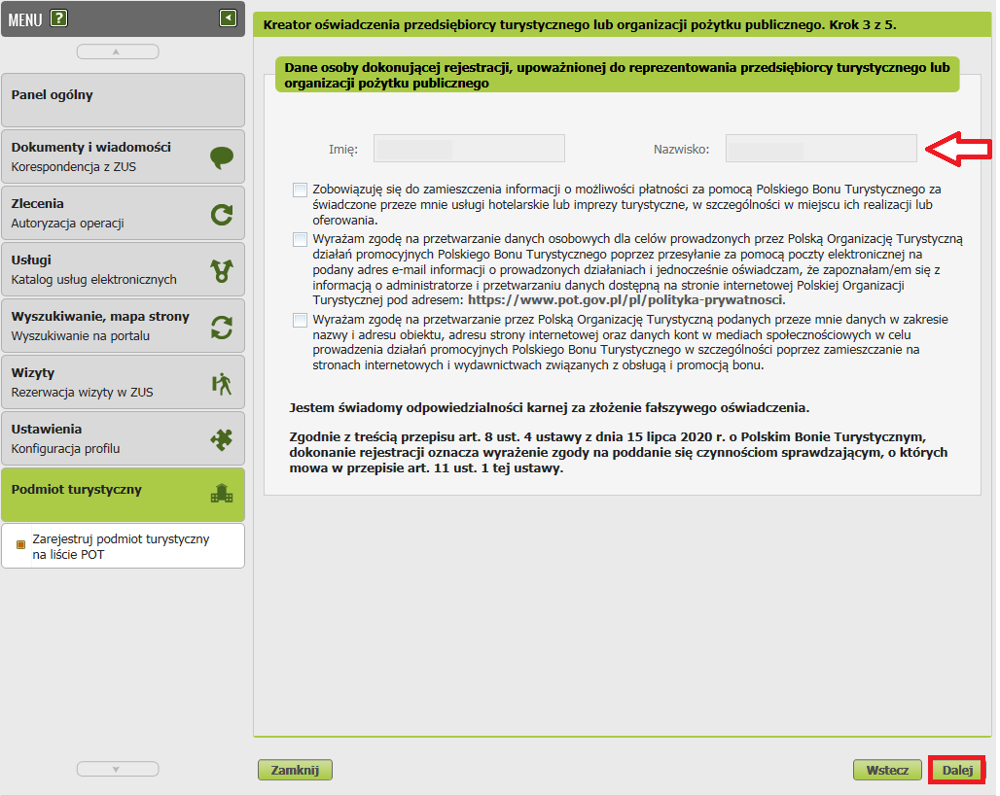 MENU ?
Panel ogólny
Dokumenty i wiadomości
Korespondencja z ZUS
Zlecenia
Autoryzacja operacji
Usługi
Katalog usług elektronicznych
Wyszukiwanie, mapa strony
Wyszukiwanie na portalu
Wizyty
Rezerwacja wizyty w ZUS
Ustawienia
Konfiguracja profilu
Podmiot turystyczny
Zarejestruj podmiot turystyczny
na liście POT
Kreator oświadczenia przedsiębiorcy turystycznego lub organizacji pożytku publicznego. Krok 3 z 5.
Dane osoby dokonującej rejestracji, upoważnionej do reprezentowania przedsiębiorcy turystycznego lub
organizacji pożytku publicznego
Imię: Nazwisko:
Zobowiązuję się do zamieszczenia informacji o możliwości płatności za pomocą Polskiego Bonu Turystycznego za
świadczone przeze mnie usługi hotelarskie lub imprezy turystyczne, w szczególności w miejscu ich realizacji lub
oferowania.
Wyrażam zgodę na przetwarzanie danych osobowych dla celów prowadzonych przez Polską Organizację Turystyczną
działań promocyjnych Polskiego Bonu Turystycznego poprzez przesyłanie za pomocą poczty elektronicznej na
podany adres e-mail informacji o prowadzonych działaniach i jednocześnie oświadczam, że zapoznałam/em się z
informacją o administratorze i przetwarzaniu danych dostępną na stronie internetowej Polskiej Organizacji
Turystycznej pod adresem: https://www.pot.gov.pl/pl/polityka-prywatnosci.
Wyrażam zgodę na przetwarzanie przez Polską Organizację Turystyczną podanych przeze mnie danych w zakresie
nazwy i adresu obiektu, adresu strony internetowej oraz danych kont w mediach społecznościowych w celu
prowadzenia działań promocyjnych Polskiego Bonu Turystycznego w szczególności poprzez zamieszczanie na
stronach internetowych i wydawnictwach związanych z obsługą i promocją bonu.
Jestem świadomy odpowiedzialności karnej za złożenie fałszywego oświadczenia.
Zgodnie z treścią przepisu art. 8 ust. 4 ustawy z dnia 15 lipca 2020 r. o Polskim Bonie Turystycznym,
dokonanie rejestracji oznacza wyrażenie zgody na poddanie się czynnościom sprawdzającym, o których
mowa w przepisie art. 11 ust. 1 tej ustawy.
Zamknij Wstecz Dalej